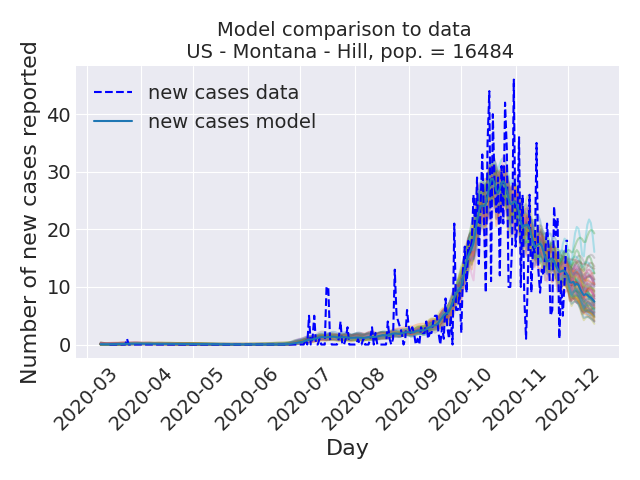 Model comparison to data
US - Montana - Hill, pop. = 16484
Number of new cases reported
new cases data
new cases model
40
30
20
10
0
2020-03
2020-04
2020-05
2020-06
2020-07
2020-08
2020-09
2020-10
2020-11
2020-12
Day